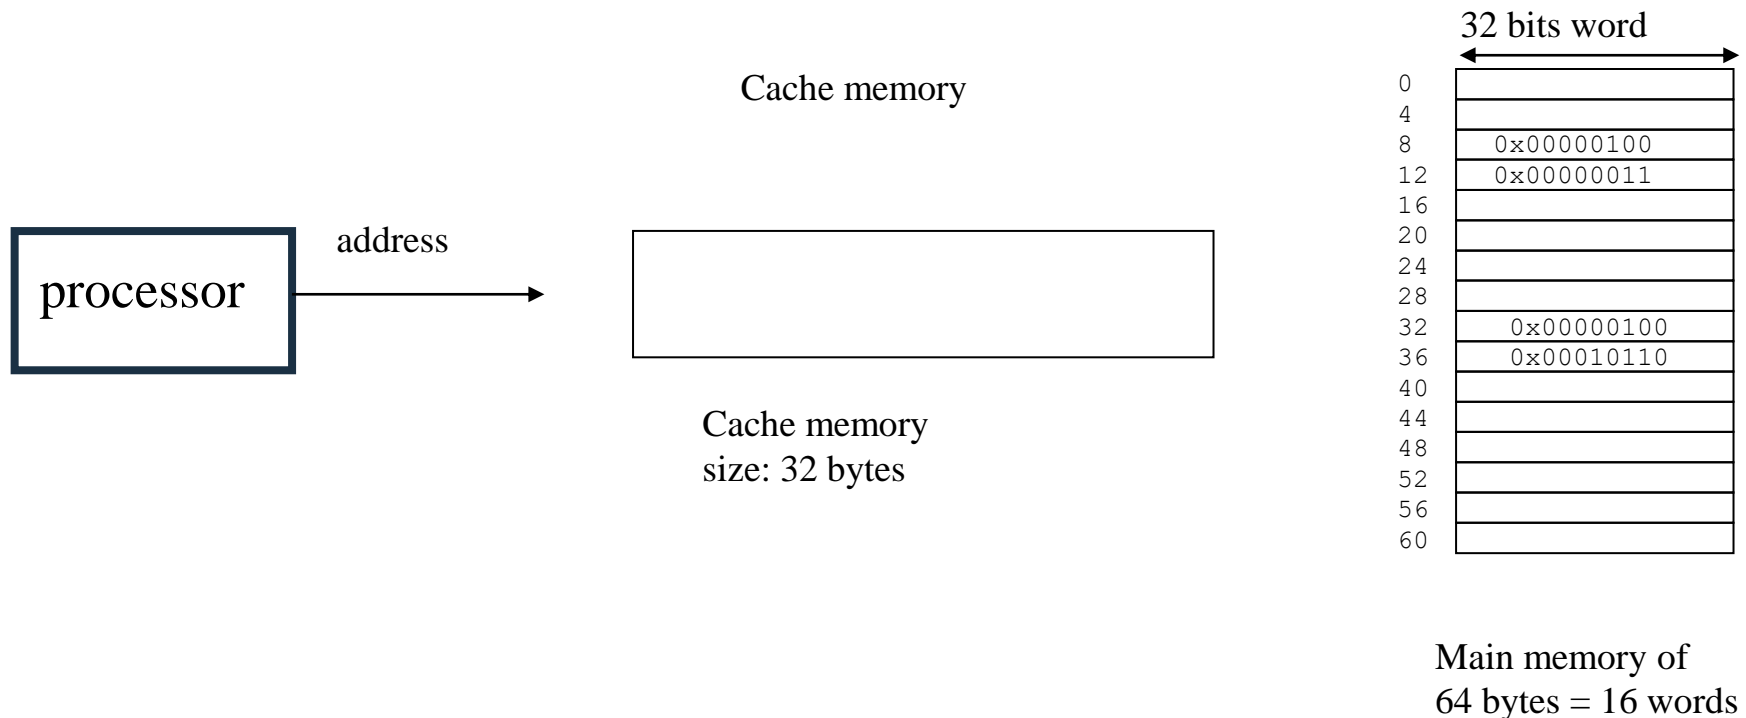 32 bits word
Cache memory
0
4
8 0x00000100
12 0x00000011
16
20
24
28
32 0x00000100
36 0x00010110
40
44
48
52
56
60
address
processor
Cache memory
size: 32 bytes
Main memory of
64 bytes = 16 words